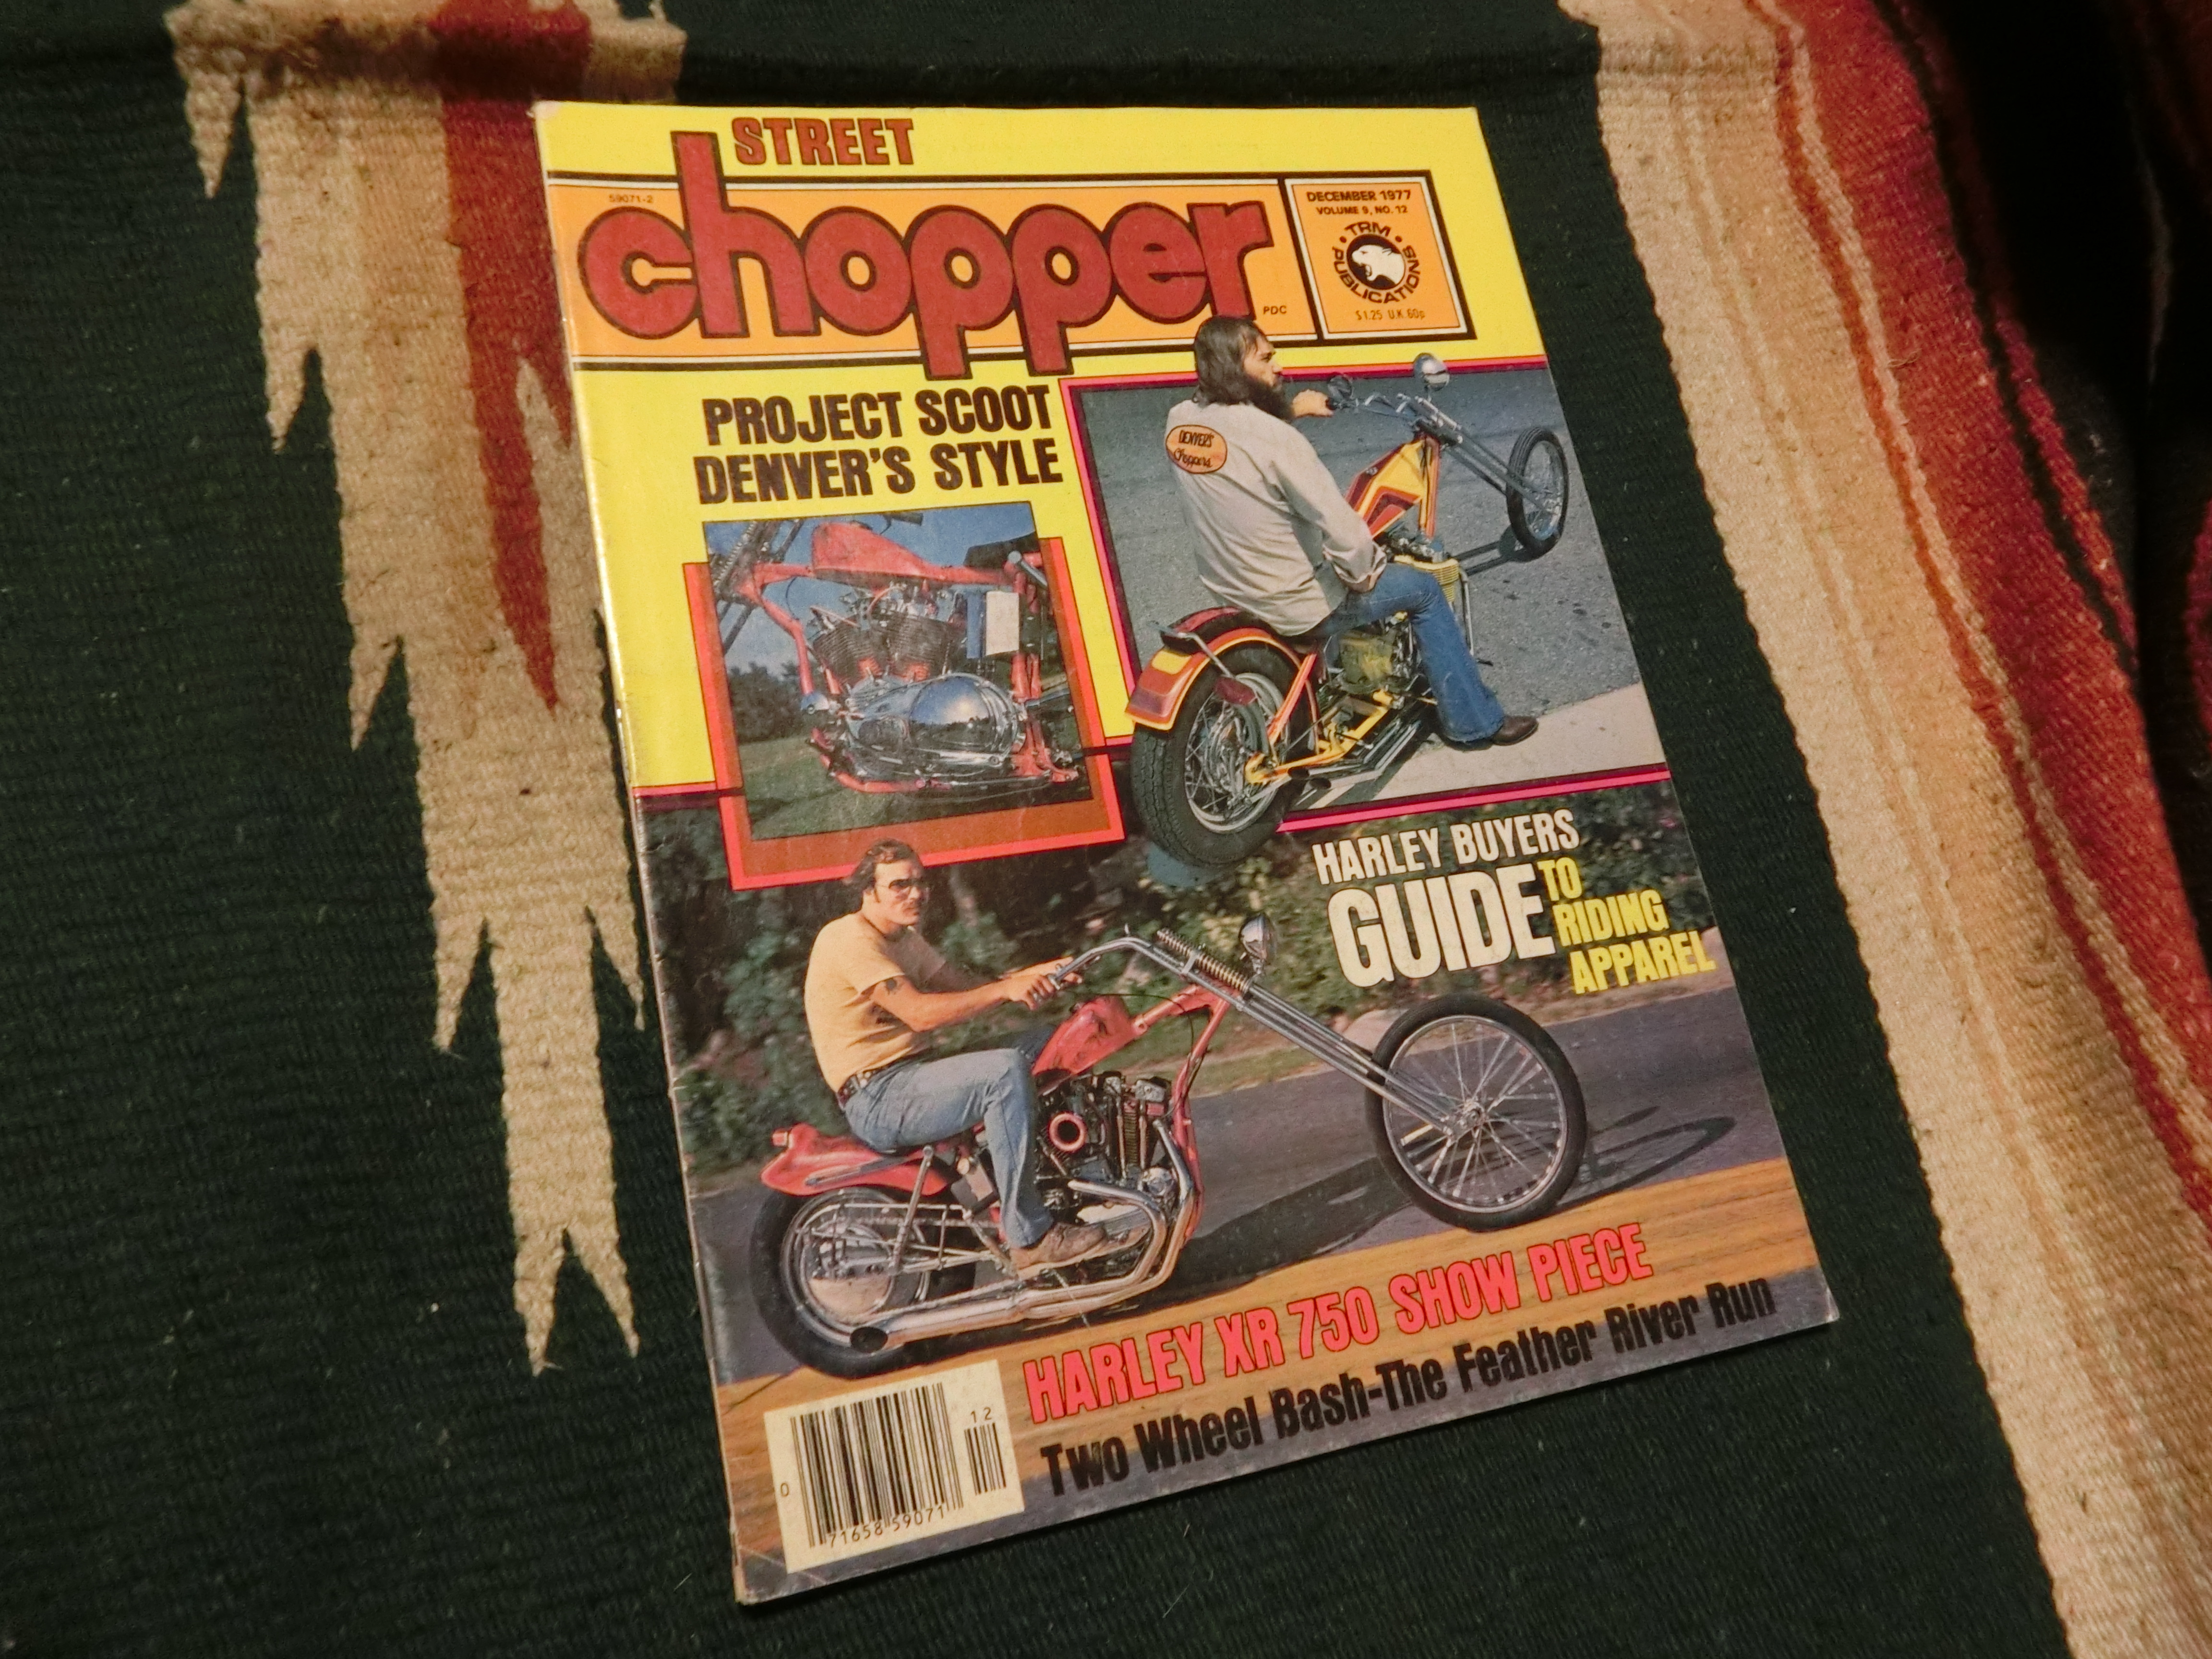 STREET
chopper
59071-2
PDC
DECEMBER 1977
VOLUME 9, NO. 12
• TRM •
PUBLICATIONS
$1.25 U.K. 60p
PROJECT SCOOT
DENVER'S STYLE
DENVER'S
Choppers
HARLEY BUYERS
GUIDE TO
RIDING
APPAREL
HARLEY XR 750 SHOW PIECE
Two Wheel Bash-The Feather River Run
12
0
71658 59071